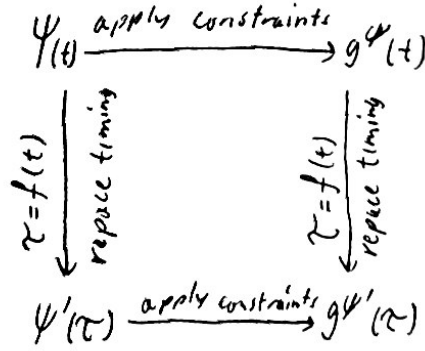 Ψ(t) apply constraints gΨ(t)
τ=f(t) repace timing τ=f(t) repace timing
Ψ'(τ) apply constraints gΨ'(τ)